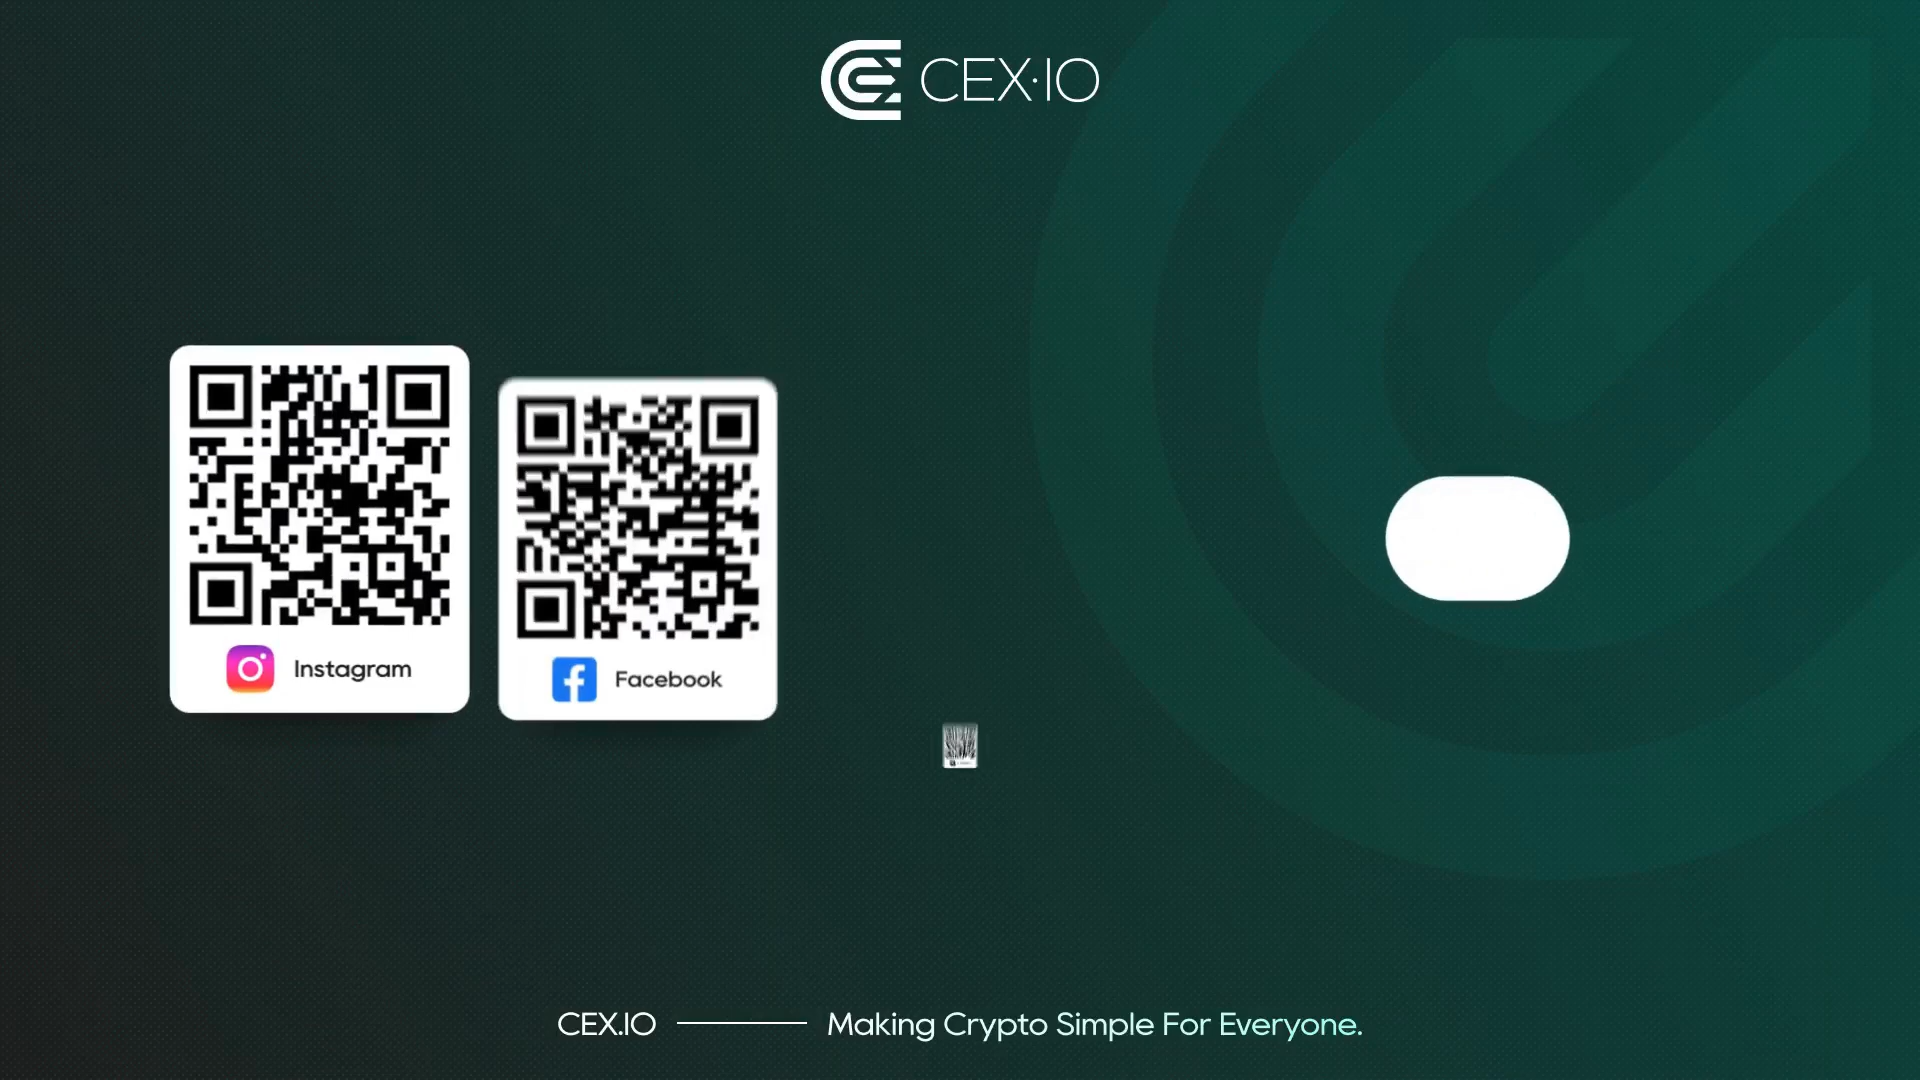 CEX·IO
Instagram
Facebook
CEX.IO
Making Crypto Simple For Everyone.